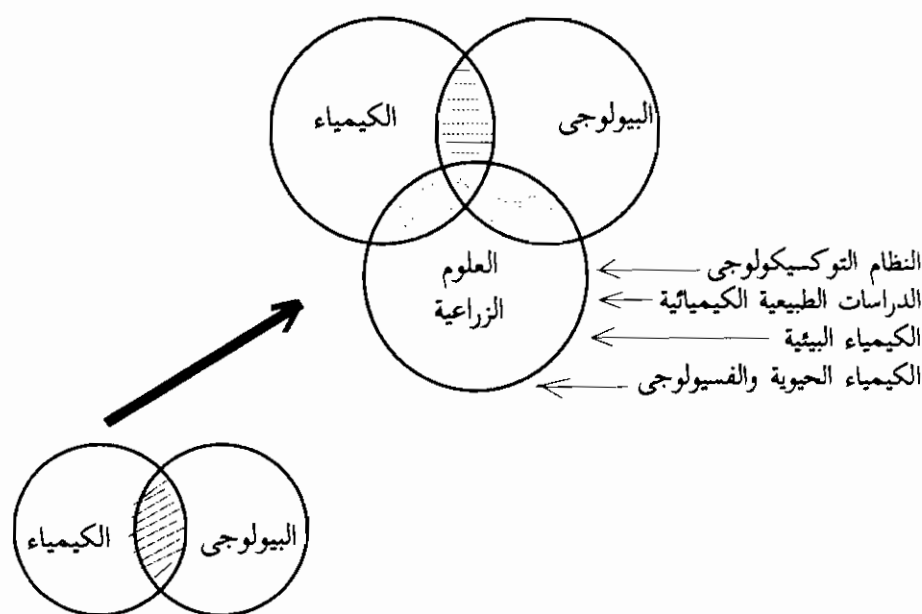 البيولوجى
الكيمياء
العلوم
الزراعية
النظام التوكسيكولوجى
الدراسات الطبيعية الكيميائية
الكيمياء البيئية
الكيمياء الحيوية والفسيولوجى
البيولوجى
الكيمياء